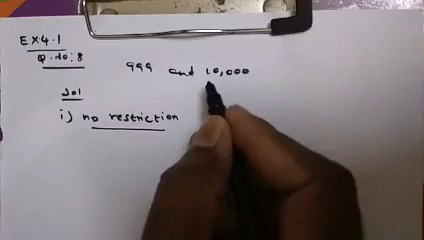 Ex 4.1
Q.no: 8
999 and 10,000
Sol
i) no restriction